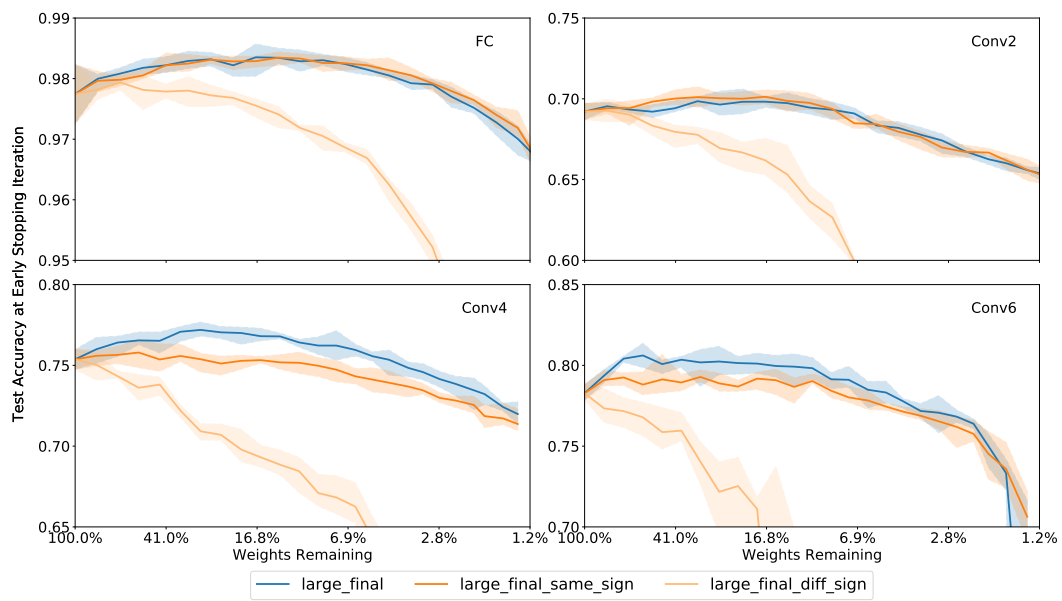 Test Accuracy at Early Stopping Iteration
0.99
0.98
0.97
0.96
0.95
FC
0.75
0.70
0.65
0.60
Conv2
0.80
0.75
0.70
0.65
Conv4
100.0% 41.0% 16.8% 6.9% 2.8% 1.2%
Weights Remaining
0.85
0.80
0.75
0.70
Conv6
100.0% 41.0% 16.8% 6.9% 2.8% 1.2%
Weights Remaining
large_final large_final_same_sign large_final_diff_sign